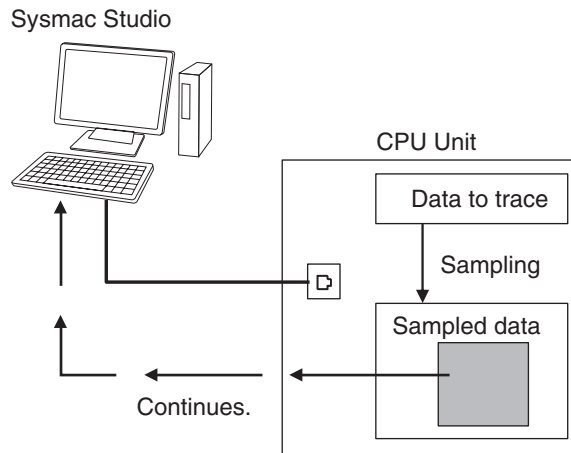 Sysmac Studio
CPU Unit
Data to trace
Sampling
Sampled data
Continues.